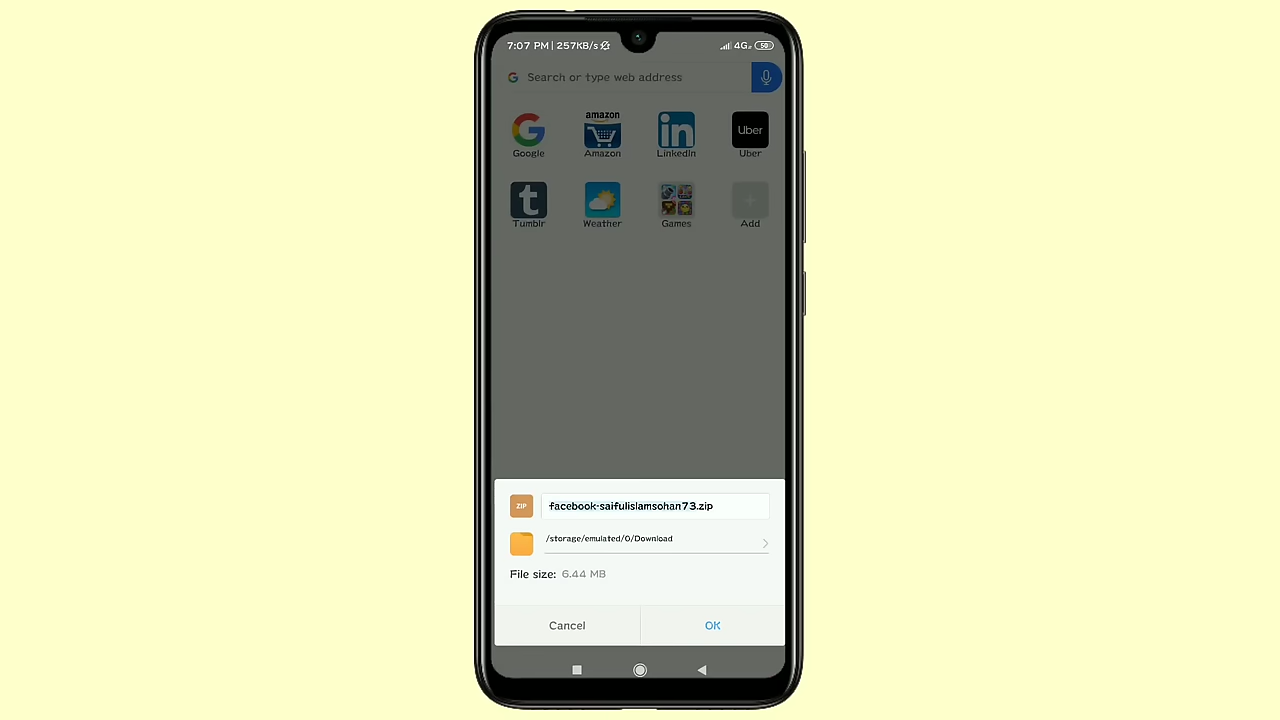 7:07 PM | 257KB/s 4G 50
Search or type web address
amazon
Uber
Google Amazon LinkedIn Uber
Tumblr Weather Games Add
ZIP facebook-saifulislamsohan73.zip
/storage/emulated/0/Download
File size: 6.44 MB
Cancel OK